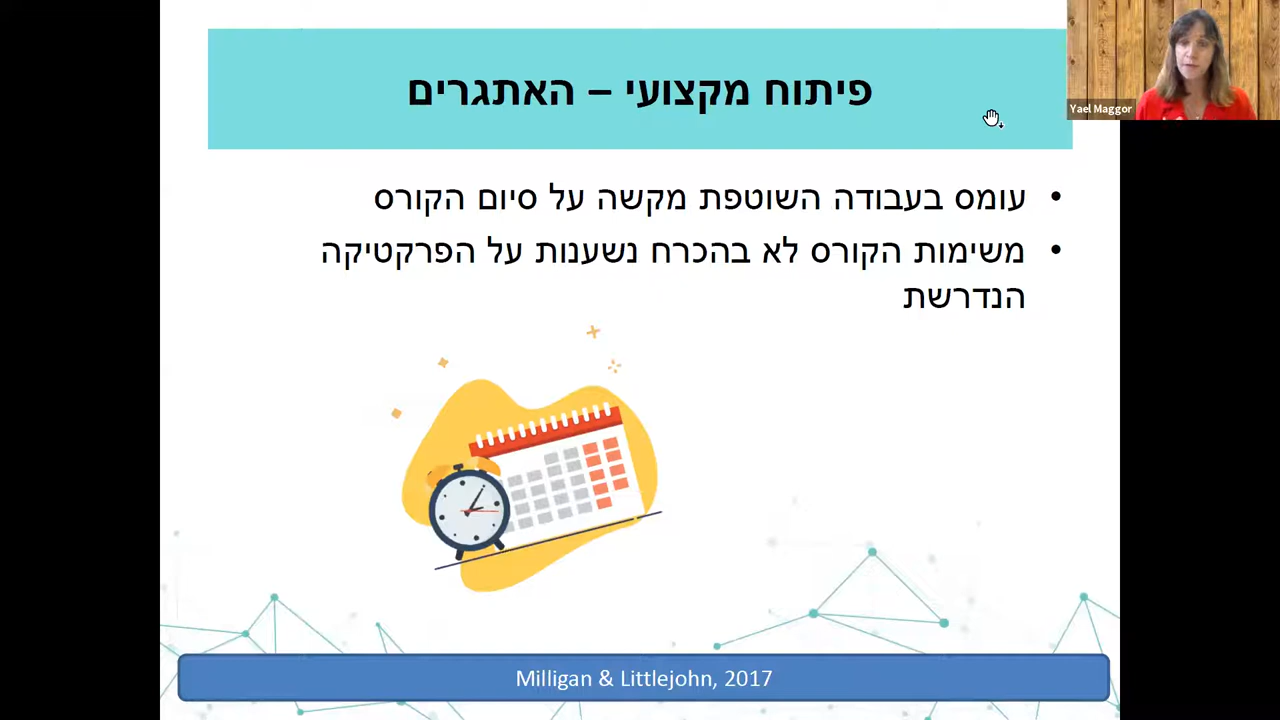 פיתוח מקצועי – האתגרים
Yael Maggor
• עומס בעבודה השוטפת מקשה על סיום הקורס
• משימות הקורס לא בהכרח נשענות על הפרקטיקה
הנדרשת
Milligan & Littlejohn, 2017